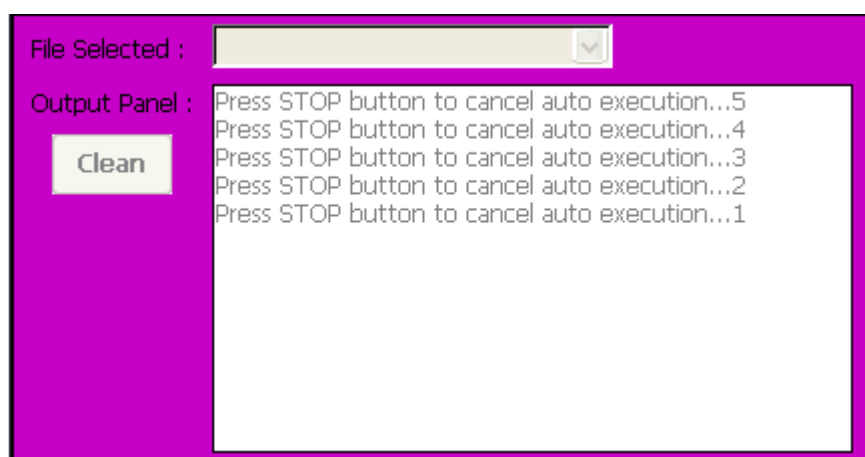 File Selected :
Output Panel :
Clean
Press STOP button to cancel auto execution...5
Press STOP button to cancel auto execution...4
Press STOP button to cancel auto execution...3
Press STOP button to cancel auto execution...2
Press STOP button to cancel auto execution...1